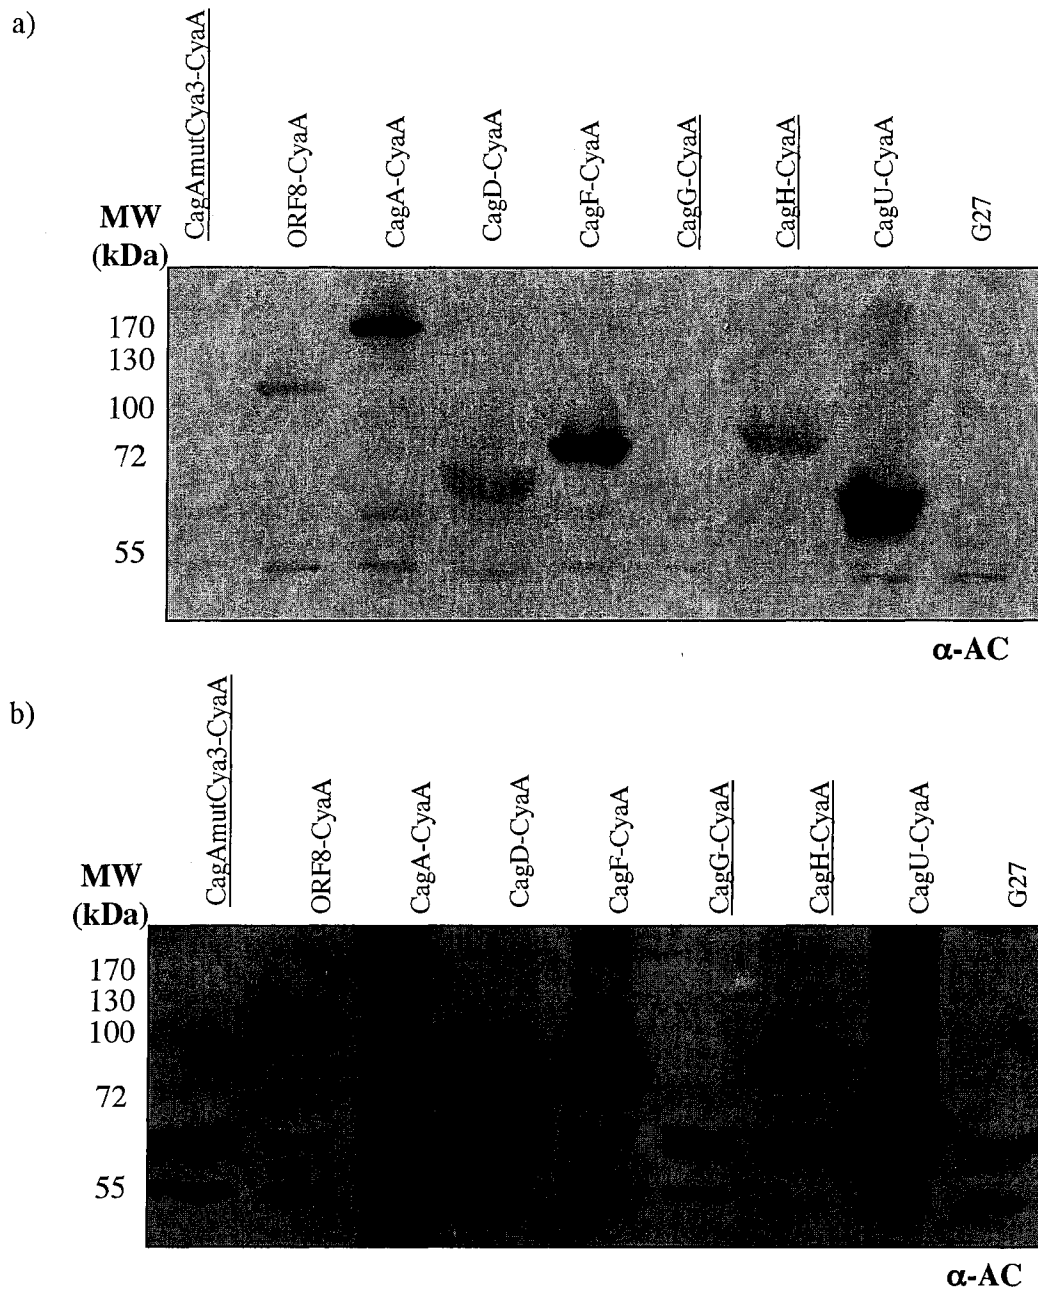 a)
CagAmutCya3-CyaA
ORF8-CyaA
CagA-CyaA
CagD-CyaA
CagF-CyaA
CagG-CyaA
CagH-CyaA
CagU-CyaA
G27
MW
(kDa)
170
130
100
72
55
α-AC
b)
CagAmutCya3-CyaA
ORF8-CyaA
CagA-CyaA
CagD-CyaA
CagF-CyaA
CagG-CyaA
CagH-CyaA
CagU-CyaA
G27
MW
(kDa)
170
130
100
72
55
α-AC